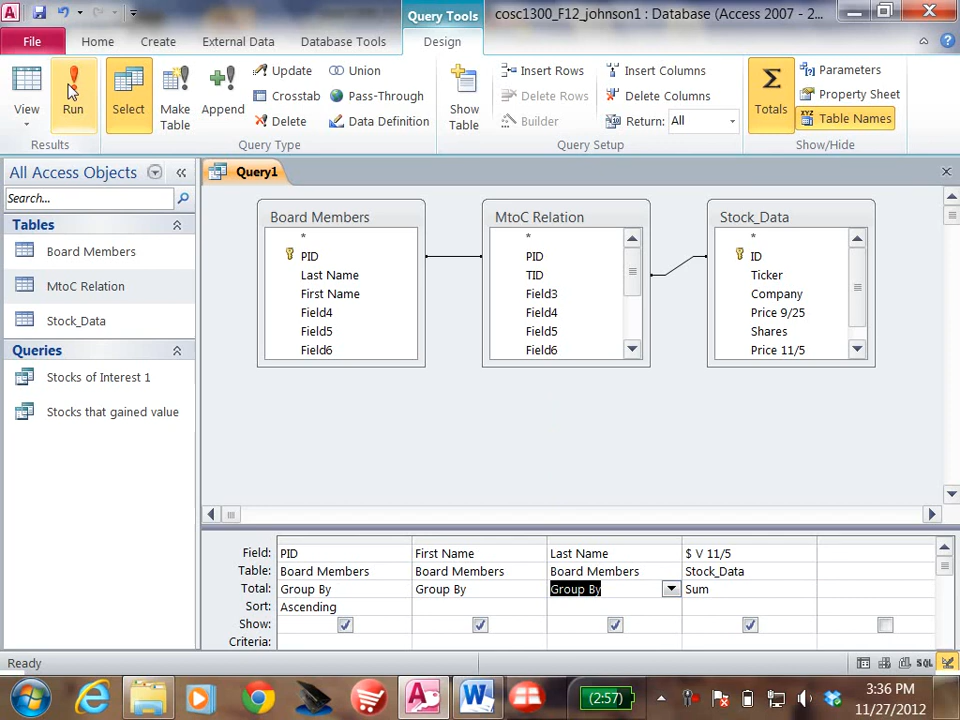 Query Tools
cosc1300_F12_johnson1 : Database (Access 2007 - 2...
File
Home
Create
External Data
Database Tools
Design
View
Run
Results
Select
Make Table
Append
Update
Crosstab
Delete
Union
Pass-Through
Data Definition
Query Type
Show Table
Insert Rows
Delete Rows
Builder
Insert Columns
Delete Columns
Return: All
Query Setup
Totals
Parameters
Property Sheet
Table Names
Show/Hide
All Access Objects
Search...
Tables
Board Members
MtoC Relation
Stock_Data
Queries
Stocks of Interest 1
Stocks that gained value
Query1
Board Members
*
PID
Last Name
First Name
Field4
Field5
Field6
MtoC Relation
*
PID
TID
Field3
Field4
Field5
Field6
Stock_Data
*
ID
Ticker
Company
Price 9/25
Shares
Price 11/5
Field: PID First Name Last Name $ V 11/5
Table: Board Members Board Members Board Members Stock_Data
Total: Group By Group By Group By Sum
Sort: Ascending
Show:
Criteria:
Ready
SQL
(2:57)
3:36 PM
11/27/2012